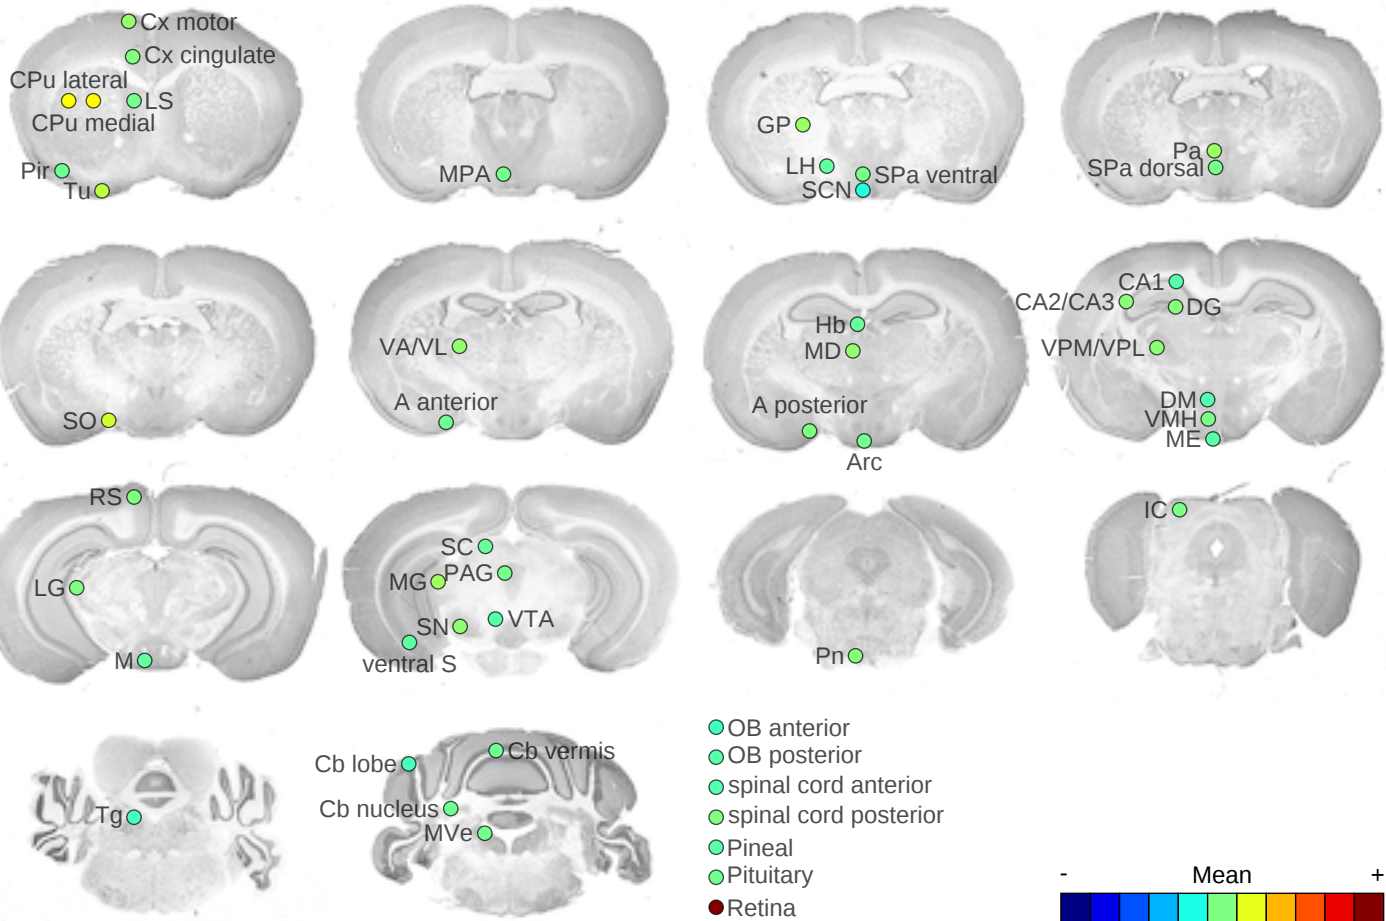 Cx motor
Cx cingulate
CPu lateral
LS
CPu medial
Pir
Tu
MPA
GP
LH
SPa ventral
SCN
Pa
SPa dorsal
SO
VA/VL
A anterior
Hb
MD
A posterior
Arc
CA1
CA2/CA3
DG
VPM/VPL
DM
VMH
ME
RS
LG
M
SC
MG
PAG
SN
VTA
ventral S
Pn
IC
Tg
Cb lobe
Cb vermis
Cb nucleus
MVe
OB anterior
OB posterior
spinal cord anterior
spinal cord posterior
Pineal
Pituitary
Retina
- Mean +